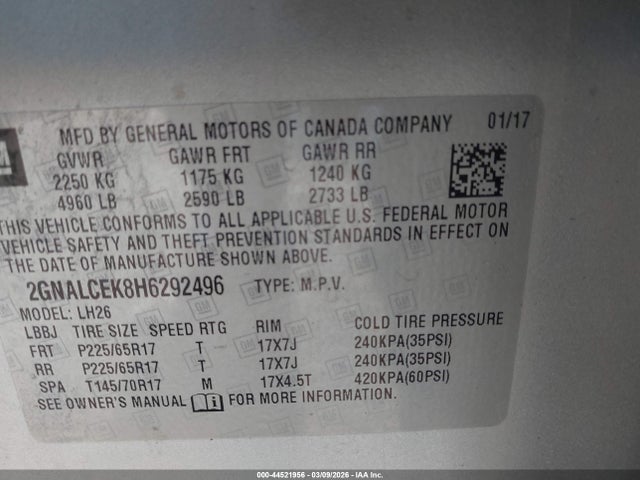 GM
MFD BY GENERAL MOTORS OF CANADA COMPANY 01/17
GVWR GAWR FRT GAWR RR
2250 KG 1175 KG 1240 KG
4960 LB 2590 LB 2733 LB
THIS VEHICLE CONFORMS TO ALL APPLICABLE U.S. FEDERAL MOTOR
VEHICLE SAFETY AND THEFT PREVENTION STANDARDS IN EFFECT ON
THE DATE OF MANUFACTURE SHOWN ABOVE.
2GNALCEK8H6292496 TYPE: M.P.V.
MODEL: LH26
LBBJ TIRE SIZE SPEED RTG RIM COLD TIRE PRESSURE
FRT P225/65R17 T 17X7J 240KPA(35PSI)
RR P225/65R17 T 17X7J 240KPA(35PSI)
SPA T145/70R17 M 17X4.5T 420KPA(60PSI)
SEE OWNER'S MANUAL FOR MORE INFORMATION.
000-44521956 | 03/09/2026 | IAA Inc.